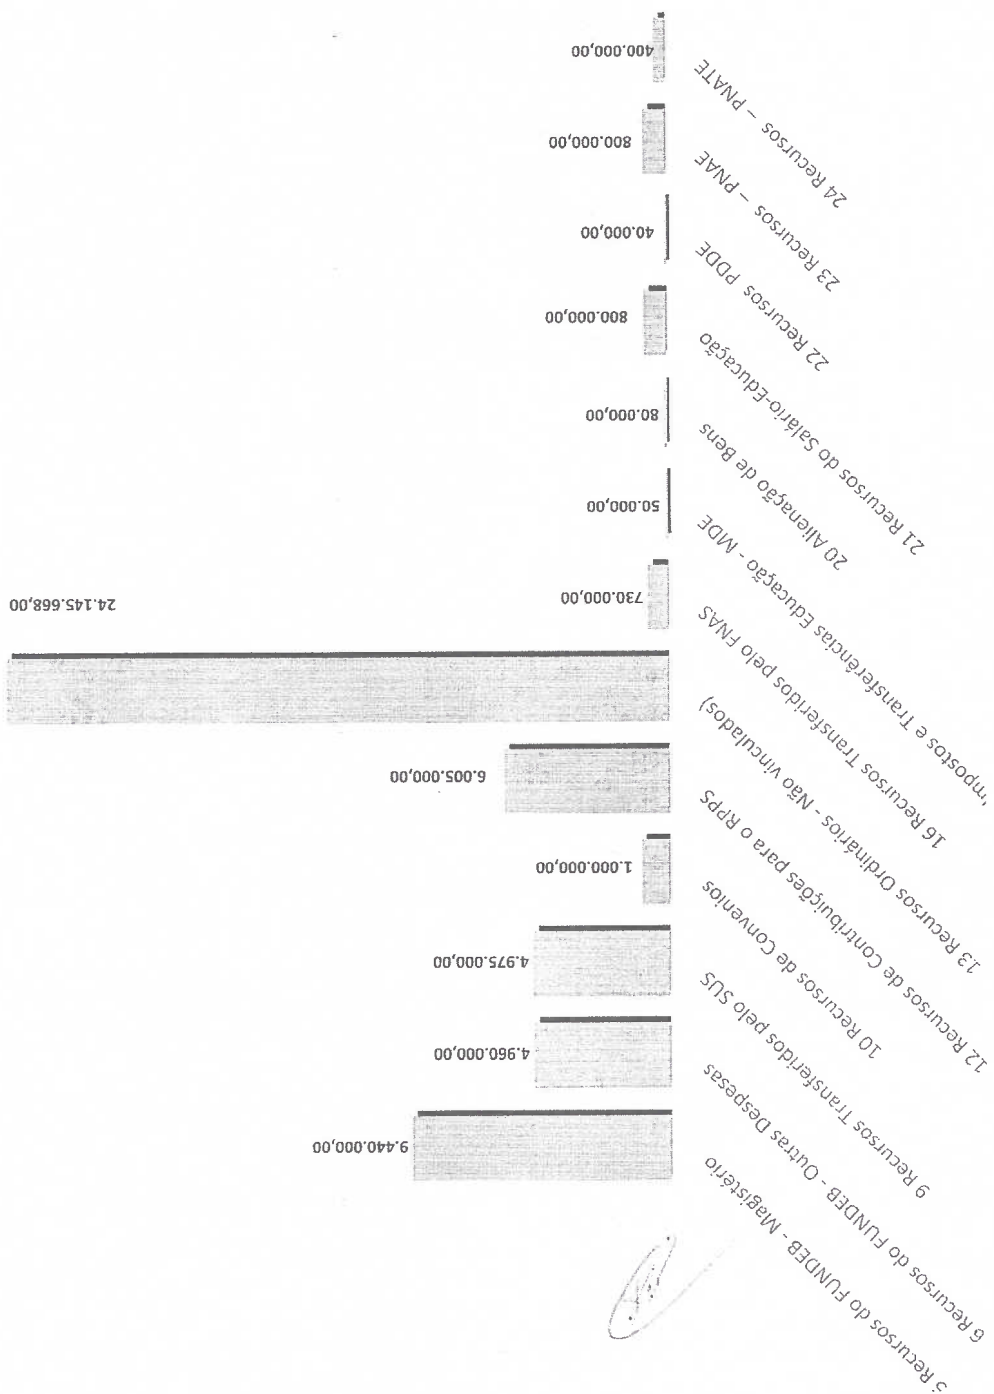 5 Recursos do FUNDEB - Magistério
9.440.000,00
6 Recursos do FUNDEB - Outras Despesas
4.960.000,00
9 Recursos Transferidos pelo SUS
4.975.000,00
10 Recursos de Convenios
1.000.000,00
12 Recursos de Contribuições para o RPPS
6.005.000,00
13 Recursos Ordinários - Não vinculados)
24.145.668,00
16 Recursos Transferidos pelo FNAS
730.000,00
Impostos e Transferências Educação - MDE
50.000,00
20 Alienação de Bens
80.000,00
21 Recursos do Salário-Educação
800.000,00
22 Recursos PDDE
40.000,00
23 Recursos – PNAE
800.000,00
24 Recursos – PNATE
400.000,00